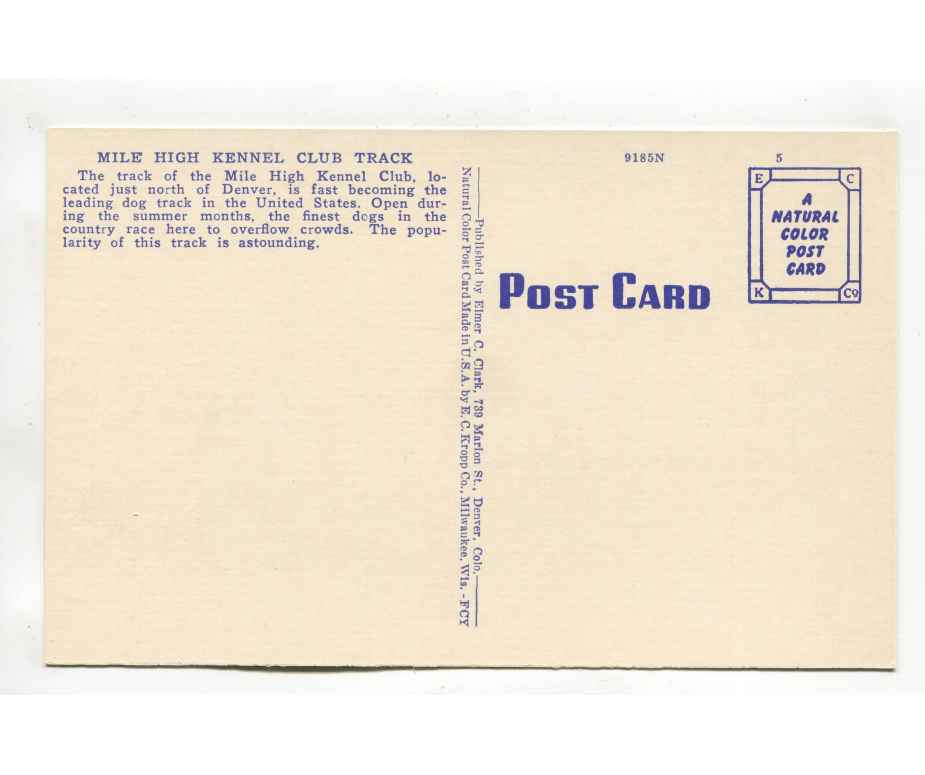 MILE HIGH KENNEL CLUB TRACK
The track of the Mile High Kennel Club, lo-
cated just north of Denver, is fast becoming the
leading dog track in the United States. Open dur-
ing the summer months, the finest dogs in the
country race here to overflow crowds. The popu-
larity of this track is astounding.
Published by Elmer C. Clark, 739 Marion St., Denver, Colo.
Natural Color Post Card Made in U.S.A. by E. C. Kropp Co., Milwaukee, Wis. - FCY
9185N 5
POST CARD
E C
A
NATURAL
COLOR
POST
CARD
K Co